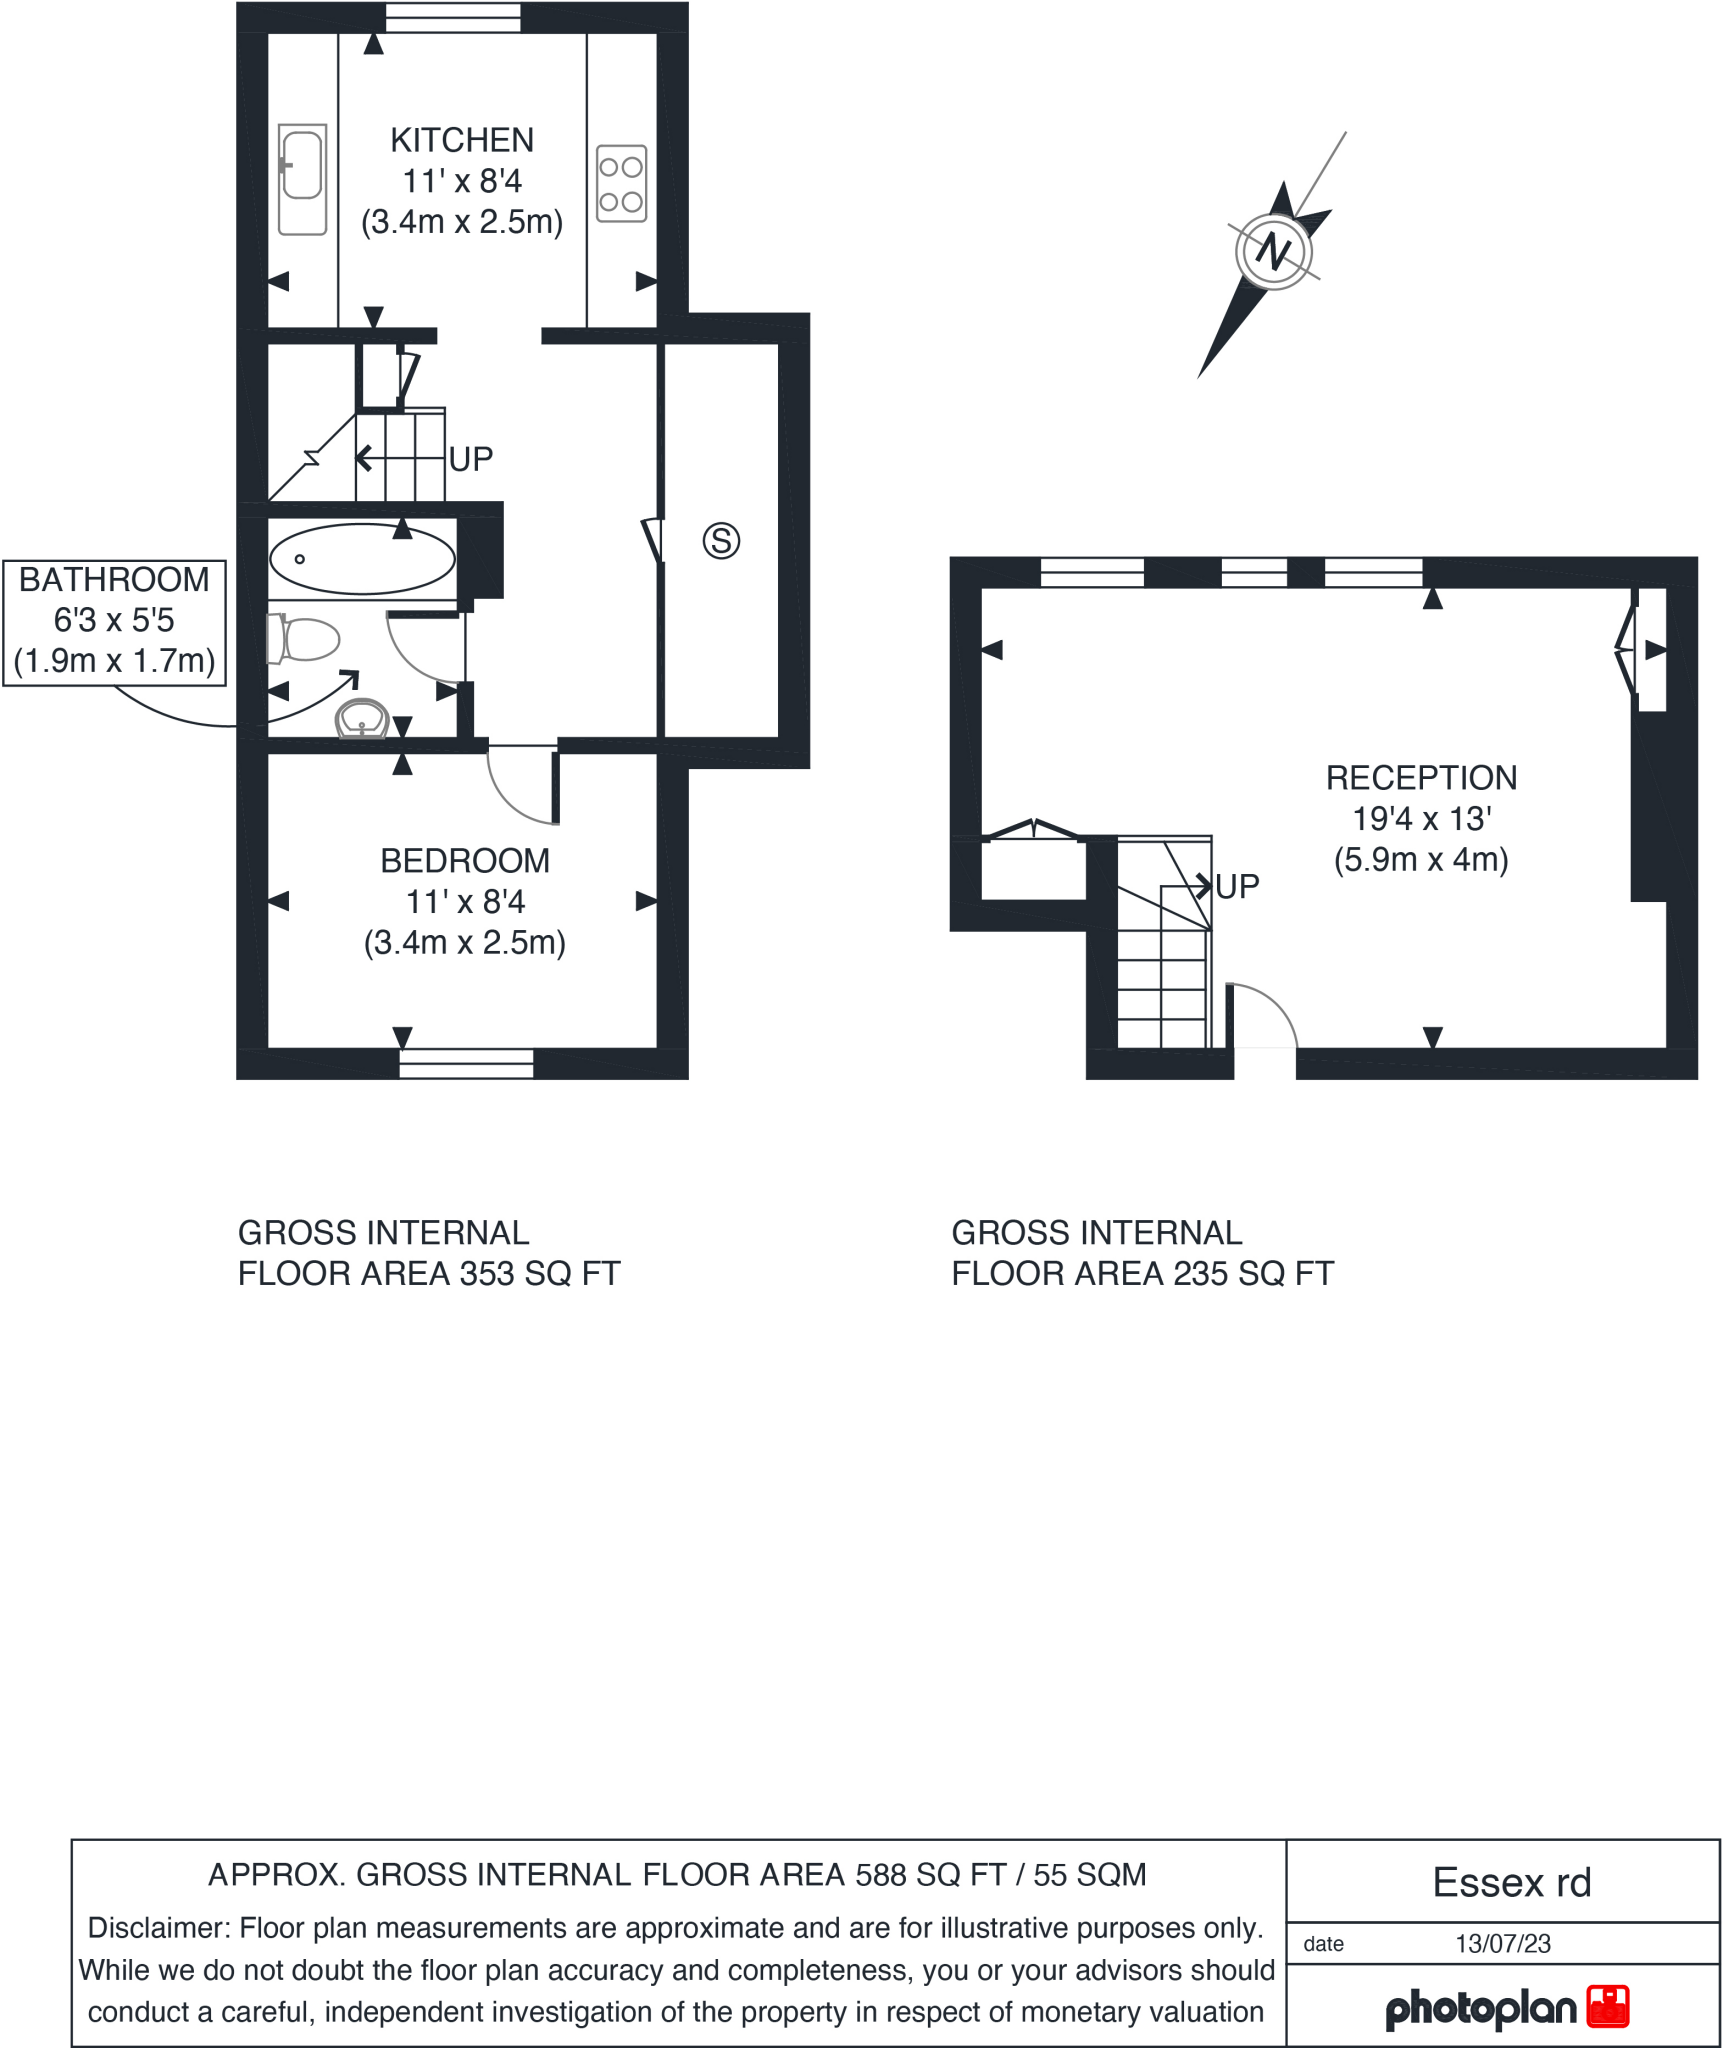 KITCHEN
11' x 8'4
(3.4m x 2.5m)
N
UP
S
BATHROOM
6'3 x 5'5
(1.9m x 1.7m)
BEDROOM
11' x 8'4
(3.4m x 2.5m)
RECEPTION
19'4 x 13'
(5.9m x 4m)
UP
GROSS INTERNAL
FLOOR AREA 353 SQ FT
GROSS INTERNAL
FLOOR AREA 235 SQ FT
APPROX. GROSS INTERNAL FLOOR AREA 588 SQ FT / 55 SQM
Disclaimer: Floor plan measurements are approximate and are for illustrative purposes only.
While we do not doubt the floor plan accuracy and completeness, you or your advisors should
conduct a careful, independent investigation of the property in respect of monetary valuation
Essex rd
date 13/07/23
photoplan